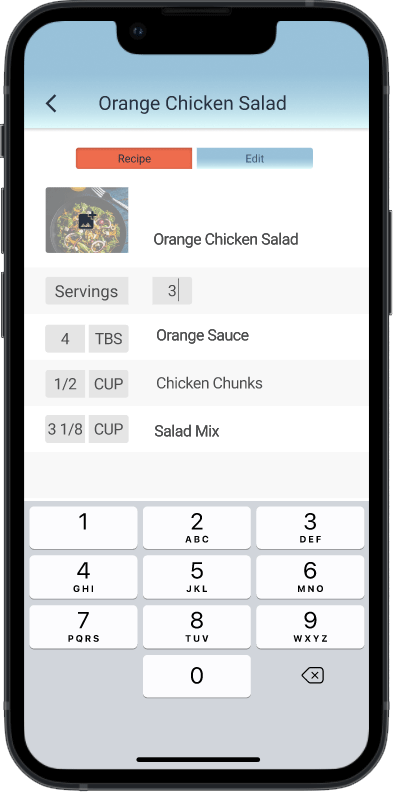 Orange Chicken Salad
Recipe Edit
Orange Chicken Salad
Servings 3
4 TBS Orange Sauce
1/2 CUP Chicken Chunks
3 1/8 CUP Salad Mix
1 2 3
ABC DEF
4 5 6
GHI JKL MNO
7 8 9
PQRS TUV WXYZ
0